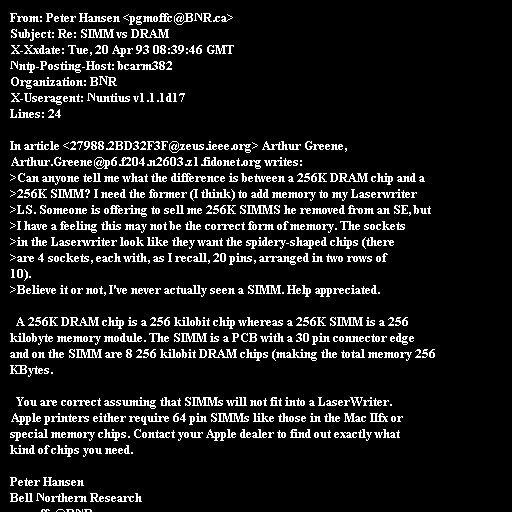 From: Peter Hansen <pgmoffc@BNR.ca>
Subject: Re: SIMM vs DRAM
X-Xxdate: Tue, 20 Apr 93 08:39:46 GMT
Nntp-Posting-Host: bcarm382
Organization: BNR
X-Useragent: Nuntius v1.1.1d17
Lines: 24

In article <27988.2BD32F3F@zeus.ieee.org> Arthur Greene,
Arthur.Greene@p6.f204.n2603.z1.fidonet.org writes:
>Can anyone tell me what the difference is between a 256K DRAM chip and a
>256K SIMM? I need the former (I think) to add memory to my Laserwriter
>LS. Someone is offering to sell me 256K SIMMS he removed from an SE, but
>I have a feeling this may not be the correct form of memory. The sockets
>in the Laserwriter look like they want the spidery-shaped chips (there
>are 4 sockets, each with, as I recall, 20 pins, arranged in two rows of
10).
>Believe it or not, I've never actually seen a SIMM. Help appreciated.

A 256K DRAM chip is a 256 kilobit chip whereas a 256K SIMM is a 256
kilobyte memory module. The SIMM is a PCB with a 30 pin connector edge
and on the SIMM are 8 256 kilobit DRAM chips (making the total memory 256
KBytes.

You are correct assuming that SIMMs will not fit into a LaserWriter.
Apple printers either require 64 pin SIMMs like those in the Mac IIfx or
special memory chips. Contact your Apple dealer to find out exactly what
kind of chips you need.

Peter Hansen
Bell Northern Research